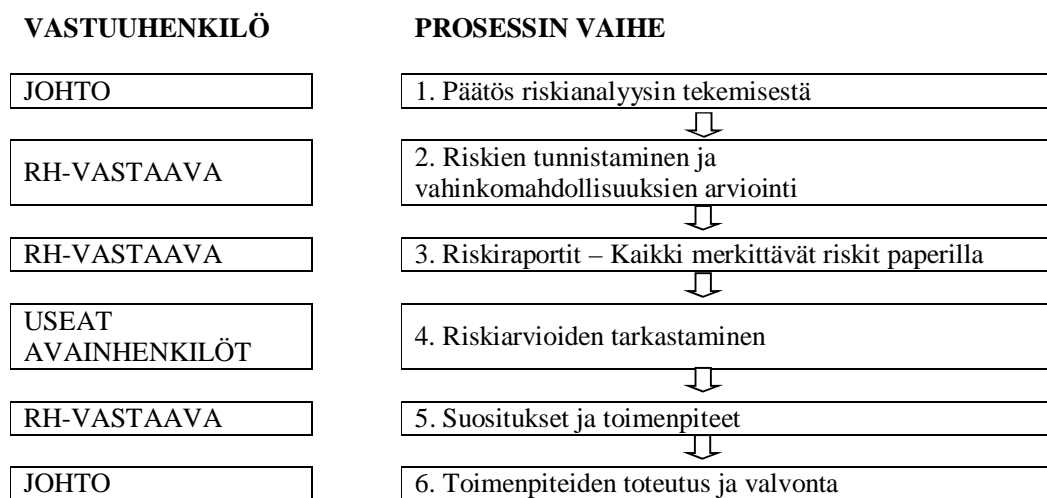 VASTUUHENKILÖ PROSESSIN VAIHE
JOHTO 1. Päätös riskianalyysin tekemisestä
RH-VASTAAVA 2. Riskien tunnistaminen ja
vahinkomahdollisuuksien arviointi
RH-VASTAAVA 3. Riskiraportit – Kaikki merkittävät riskit paperilla
USEAT
AVAINHENKILÖT 4. Riskiarvioiden tarkastaminen
RH-VASTAAVA 5. Suositukset ja toimenpiteet
JOHTO 6. Toimenpiteiden toteutus ja valvonta